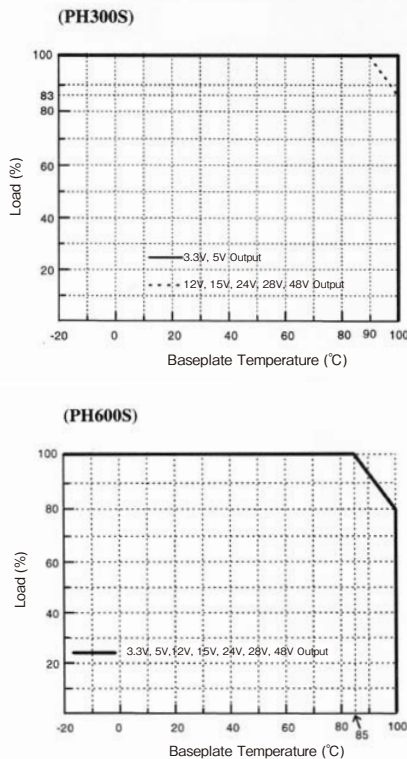 (PH300S)
100
83
80
60
40
20
Load (%)
3.3V, 5V Output
12V, 15V, 24V, 28V, 48V Output
-20 0 20 40 60 80 90 100
Baseplate Temperature (℃)
(PH600S)
100
80
60
40
20
Load (%)
3.3V, 5V,12V, 15V, 24V, 28V, 48V Output
-20 0 20 40 60 80 100
85
Baseplate Temperature (℃)